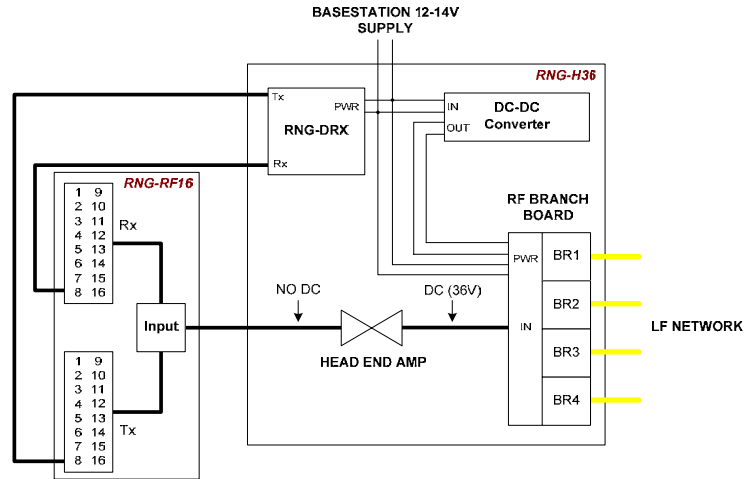 BASESTATION 12-14V
SUPPLY
RNG-H36
Tx
PWR
RNG-DRX
Rx
IN
OUT
DC-DC
Converter
RNG-RF16
1 9
2 10
3 11
4 12
5 13
6 14
7 15
8 16
Rx
RF BRANCH
BOARD
PWR
BR1
BR2
BR3
BR4
IN
NO DC
DC (36V)
Input
HEAD END AMP
LF NETWORK
1 9
2 10
3 11
4 12
5 13
6 14
7 15
8 16
Tx